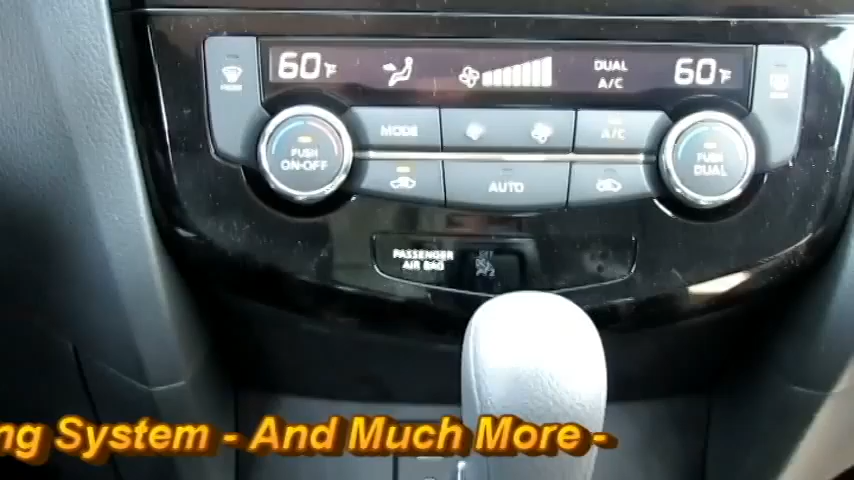 60°F
DUAL
A/C
60°F
FRONT
MODE
A/C
PUSH
ON·OFF
PUSH
DUAL
AUTO
PASSENGER
AIR BAG
ng System - And Much More -